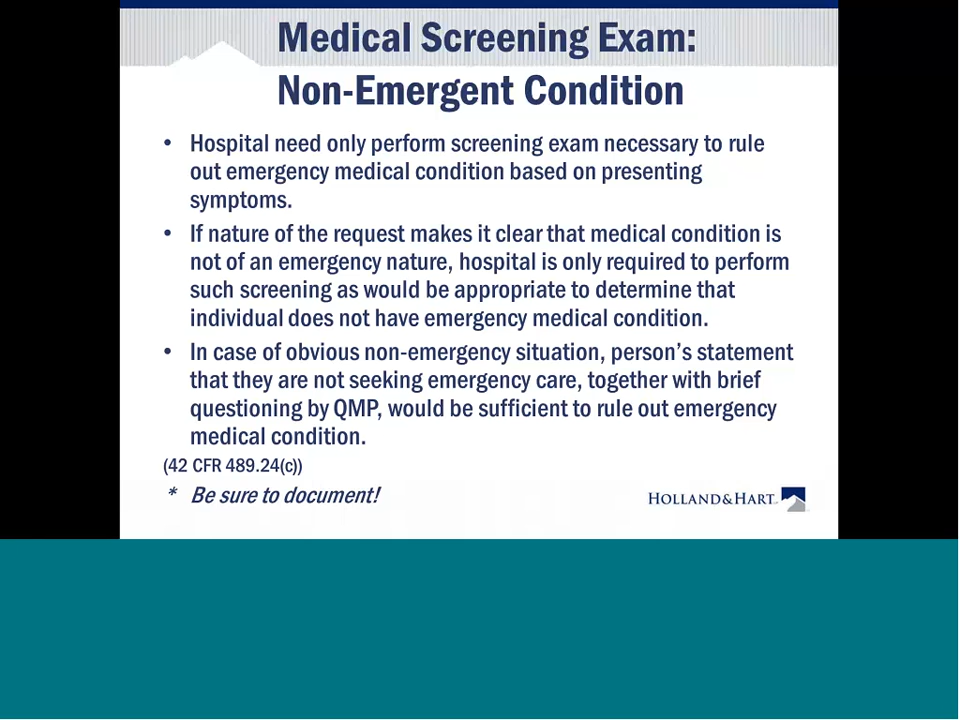 Medical Screening Exam:
Non-Emergent Condition
• Hospital need only perform screening exam necessary to rule
out emergency medical condition based on presenting
symptoms.
• If nature of the request makes it clear that medical condition is
not of an emergency nature, hospital is only required to perform
such screening as would be appropriate to determine that
individual does not have emergency medical condition.
• In case of obvious non-emergency situation, person's statement
that they are not seeking emergency care, together with brief
questioning by QMP, would be sufficient to rule out emergency
medical condition.
(42 CFR 489.24(c))
* Be sure to document!
HOLLAND&HART